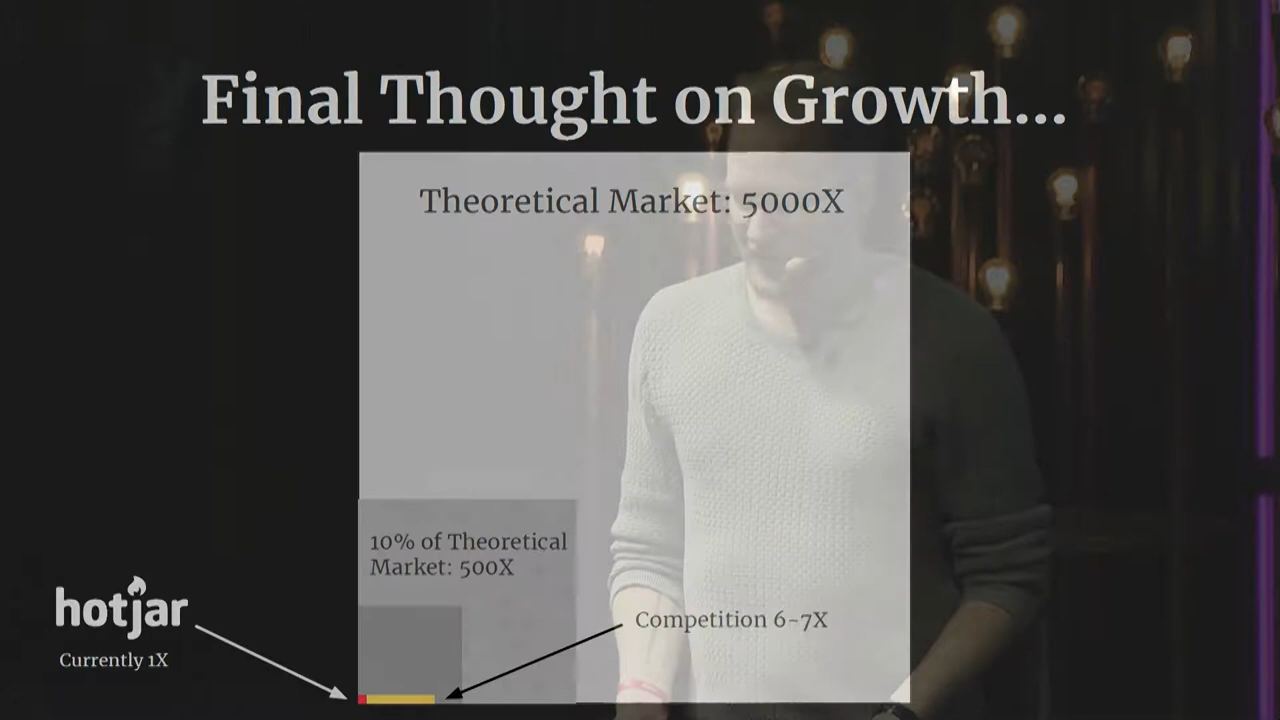 Final Thought on Growth...
Theoretical Market: 5000X
10% of Theoretical
Market: 500X
hotjar
Currently 1X
Competition 6-7X